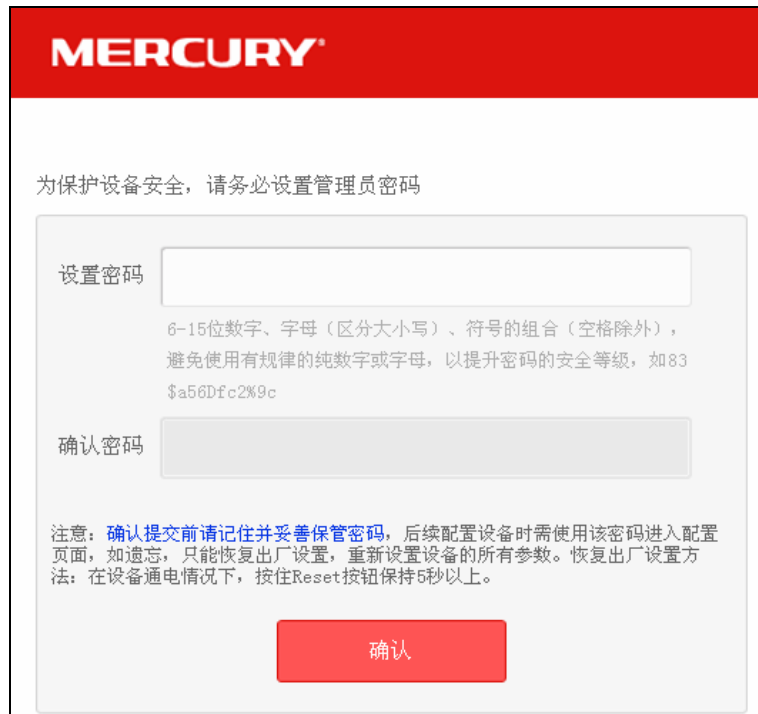 MERCURY®
为保护设备安全，请务必设置管理员密码
设置密码
6-15位数字、字母（区分大小写）、符号的组合（空格除外），
避免使用有规律的纯数字或字母，以提升密码的安全等级，如83
$a56Dfc2%9c
确认密码
注意：确认提交前请记住并妥善保管密码，后续配置设备时需使用该密码进入配置
页面，如遗忘，只能恢复出厂设置，重新设置设备的所有参数。恢复出厂设置方
法：在设备通电情况下，按住Reset按钮保持5秒以上。
确认